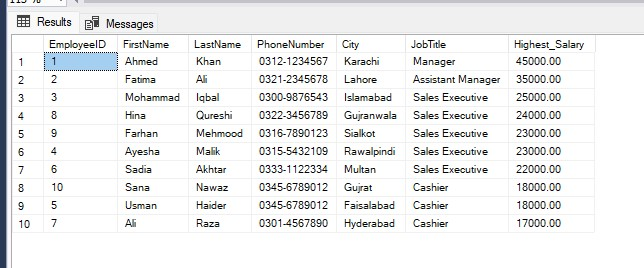 Results Messages
EmployeeID FirstName LastName PhoneNumber City JobTitle Highest_Salary
1 1 Ahmed Khan 0312-1234567 Karachi Manager 45000.00
2 2 Fatima Ali 0321-2345678 Lahore Assistant Manager 35000.00
3 3 Mohammad Iqbal 0300-9876543 Islamabad Sales Executive 25000.00
4 8 Hina Qureshi 0322-3456789 Gujranwala Sales Executive 24000.00
5 9 Farhan Mehmood 0316-7890123 Sialkot Sales Executive 23000.00
6 4 Ayesha Malik 0315-5432109 Rawalpindi Sales Executive 23000.00
7 6 Sadia Akhtar 0333-1122334 Multan Sales Executive 22000.00
8 10 Sana Nawaz 0345-6789012 Gujrat Cashier 18000.00
9 5 Usman Haider 0345-6789012 Faisalabad Cashier 18000.00
10 7 Ali Raza 0301-4567890 Hyderabad Cashier 17000.00